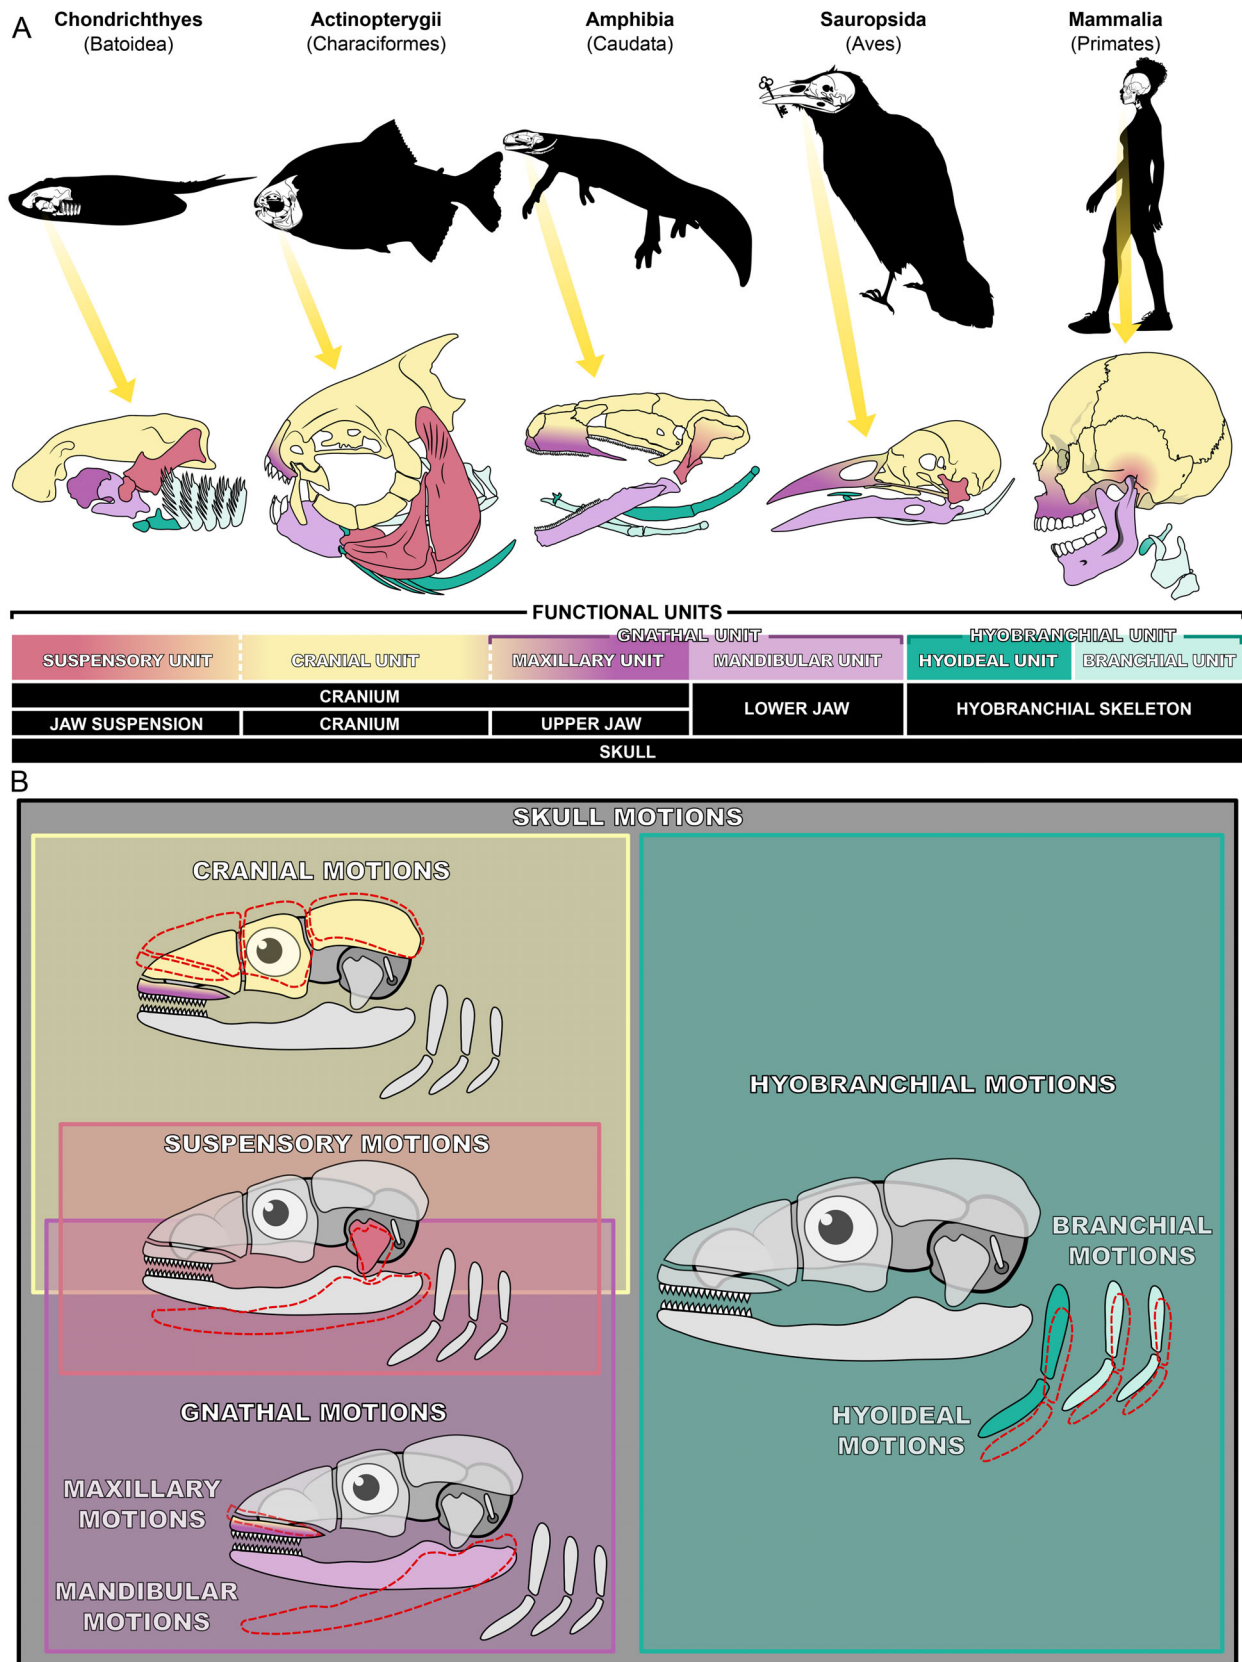 A
Chondrichthyes
(Batoidea)
Actinopterygii
(Characiformes)
Amphibia
(Caudata)
Sauropsida
(Aves)
Mammalia
(Primates)
FUNCTIONAL UNITS
GNATHAL UNIT
HYOBRANCHIAL UNIT
SUSPENSORY UNIT
CRANIAL UNIT
MAXILLARY UNIT
MANDIBULAR UNIT
HYOIDEAL UNIT
BRANCHIAL UNIT
CRANIUM
LOWER JAW
HYOBRANCHIAL SKELETON
JAW SUSPENSION
CRANIUM
UPPER JAW
SKULL
B
SKULL MOTIONS
CRANIAL MOTIONS
SUSPENSORY MOTIONS
GNATHAL MOTIONS
MAXILLARY
MOTIONS
MANDIBULAR
MOTIONS
HYOBRANCHIAL MOTIONS
BRANCHIAL
MOTIONS
HYOIDEAL
MOTIONS